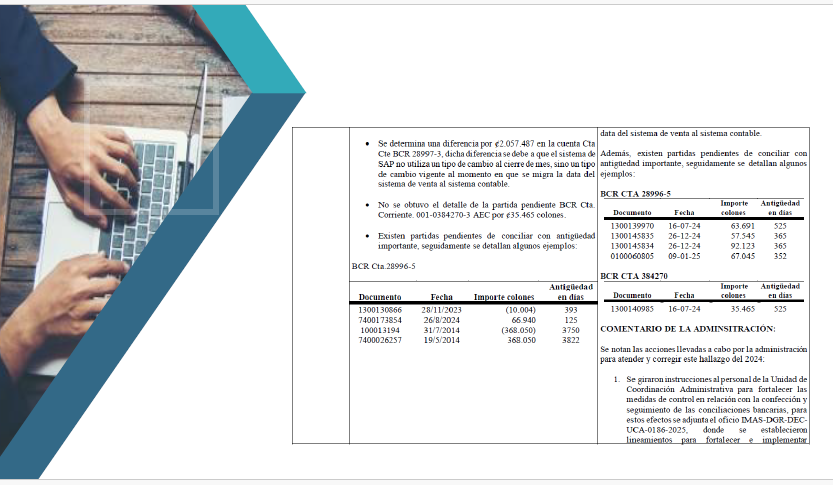 • Se determina una diferencia por ¢2.057.487 en la cuenta Cta
Cte BCR 28997-3, dicha diferencia se debe a que el sistema de
SAP no utiliza un tipo de cambio al cierre de mes, sino un tipo
de cambio vigente al momento en que se migra la data del
sistema de venta al sistema contable.
• No se obtuvo el detalle de la partida pendiente BCR Cta.
Corriente. 001-0384270-3 AEC por ¢35.465 colones.
• Existen partidas pendientes de conciliar con antigüedad
importante, seguidamente se detallan algunos ejemplos:
BCR Cta.28996-5
Antigüedad
Documento Fecha Importe colones en días
1300130866 28/11/2023 (10,004) 393
7400173854 26/8/2024 66.940 125
100013194 31/7/2014 (368.050) 3750
7400026257 19/5/2014 368.050 3822
data del sistema de venta al sistema contable.
Además, existen partidas pendientes de conciliar con
antigüedad importante, seguidamente se detallan algunos
ejemplos:
BCR CTA 28996-5
Importe Antigüedad
Documento Fecha colones en días
1300139970 16-07-24 63.691 525
1300145835 26-12-24 57.545 365
1300145834 26-12-24 92.123 365
0100060805 09-01-25 67.045 352
BCR CTA 384270
Importe Antigüedad
Documento Fecha colones en días
1300140985 16-07-24 35.465 525
COMENTARIO DE LA ADMINSITRACIÓN:
Se notan las acciones llevadas a cabo por la administración
para atender y corregir este hallazgo del 2024:
1. Se giraron instrucciones al personal de la Unidad de
Coordinación Administrativa para fortalecer las
medidas de control en relación con la confección y
seguimiento de las conciliaciones bancarias, para
estos efectos se adjunta el oficio IMAS-DGR-DEC-
UCA-0186-2025, donde se establecieron
lineamientos para fortalecer e implementar